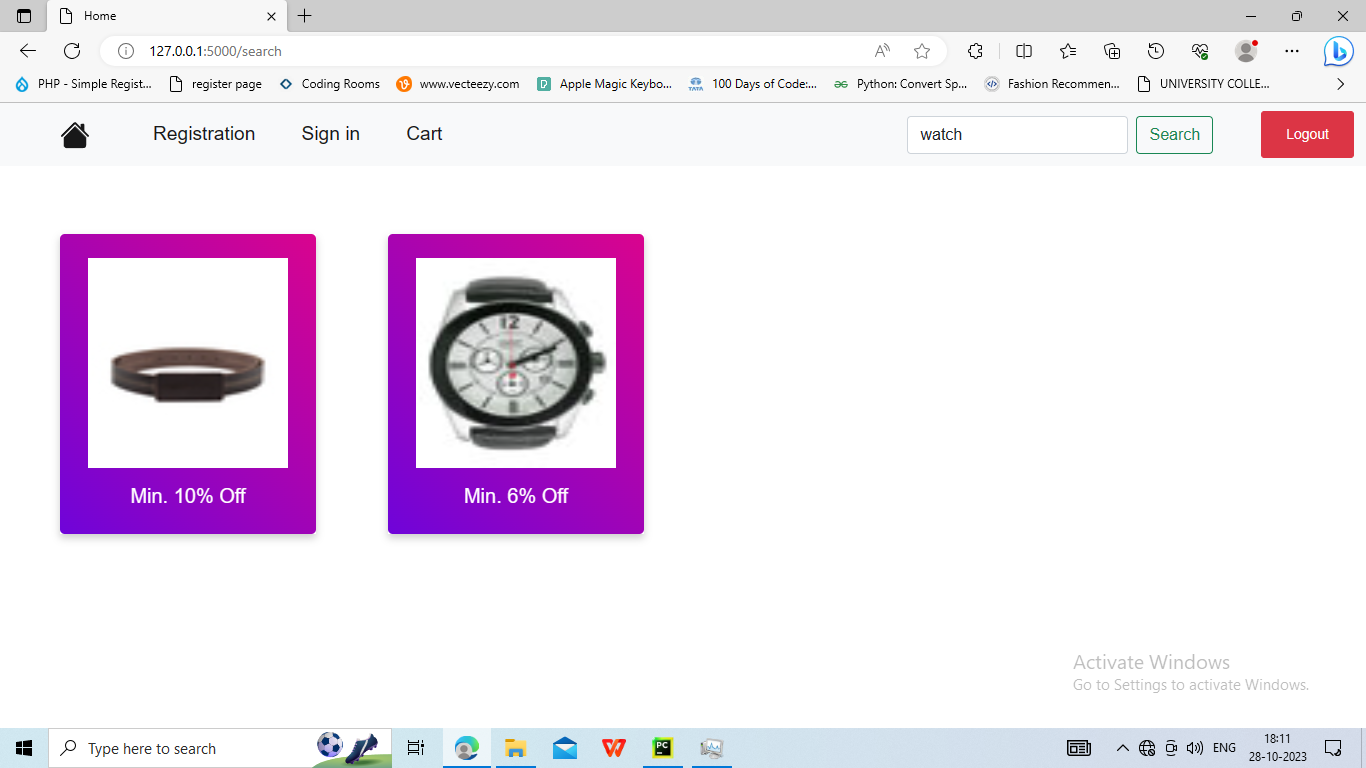 Home
127.0.0.1:5000/search
PHP - Simple Regist...
register page
Coding Rooms
www.vecteezy.com
Apple Magic Keybo...
TATA
100 Days of Code:...
Python: Convert Sp...
Fashion Recommen...
UNIVERSITY COLLE...
Registration
Sign in
Cart
watch
Search
Logout
12
Min. 10% Off
Min. 6% Off
Activate Windows
Go to Settings to activate Windows.
Type here to search
PC
ENG
18:11
28-10-2023